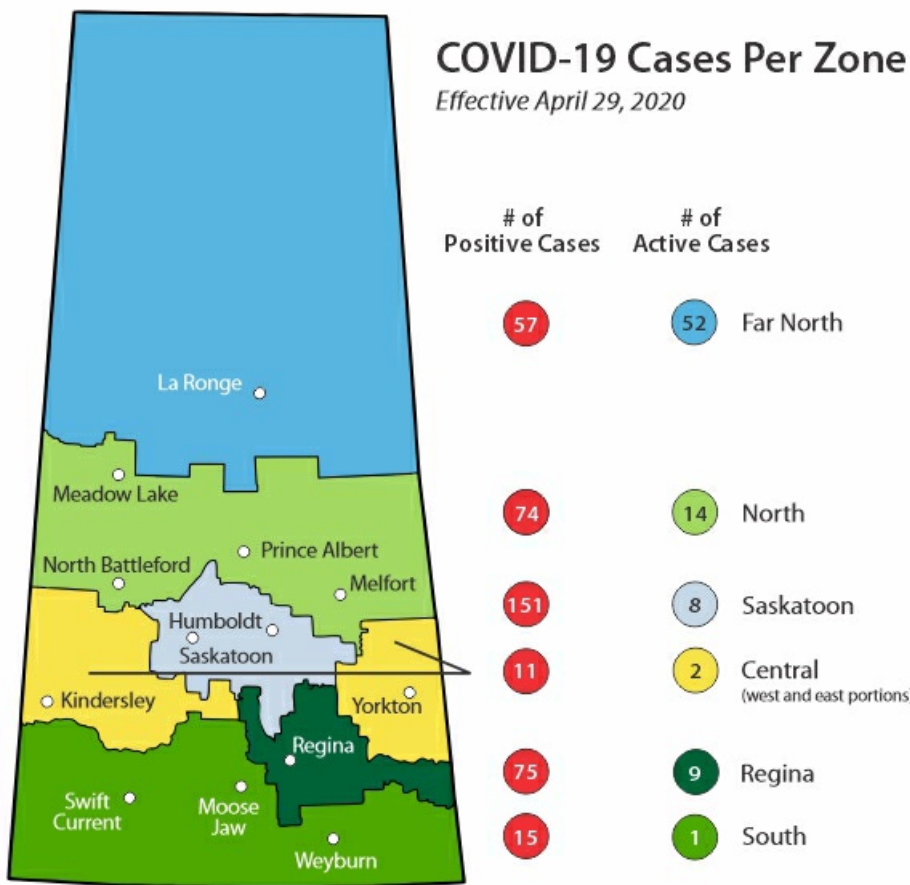 COVID-19 Cases Per Zone
Effective April 29, 2020
# of
Positive Cases
# of
Active Cases
57 52 Far North
La Ronge
Meadow Lake
74 14 North
Prince Albert
North Battleford
Melfort
151 8 Saskatoon
Humboldt
Saskatoon
11 2 Central
(west and east portions)
Kindersley
Yorkton
Regina
75 9 Regina
Swift
Current
Moose
Jaw
15 1 South
Weyburn